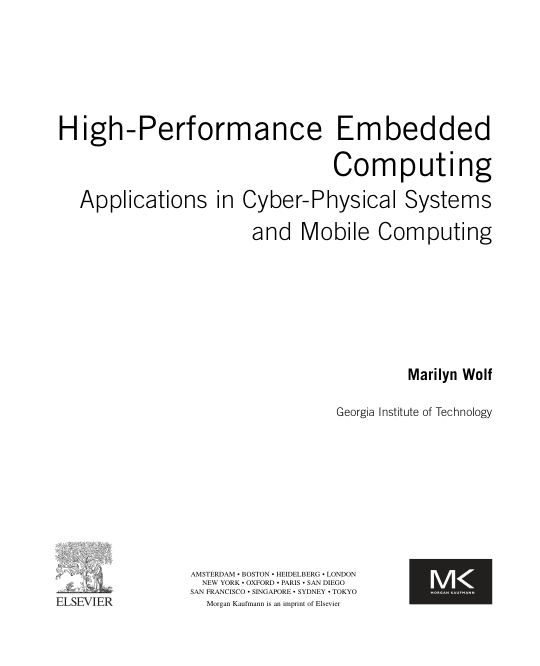 High-Performance Embedded
Computing
Applications in Cyber-Physical Systems
and Mobile Computing
Marilyn Wolf
Georgia Institute of Technology
ELSEVIER
AMSTERDAM • BOSTON • HEIDELBERG • LONDON
NEW YORK • OXFORD • PARIS • SAN DIEGO
SAN FRANCISCO • SINGAPORE • SYDNEY • TOKYO
Morgan Kaufmann is an imprint of Elsevier
MK
MORGAN KAUFMANN